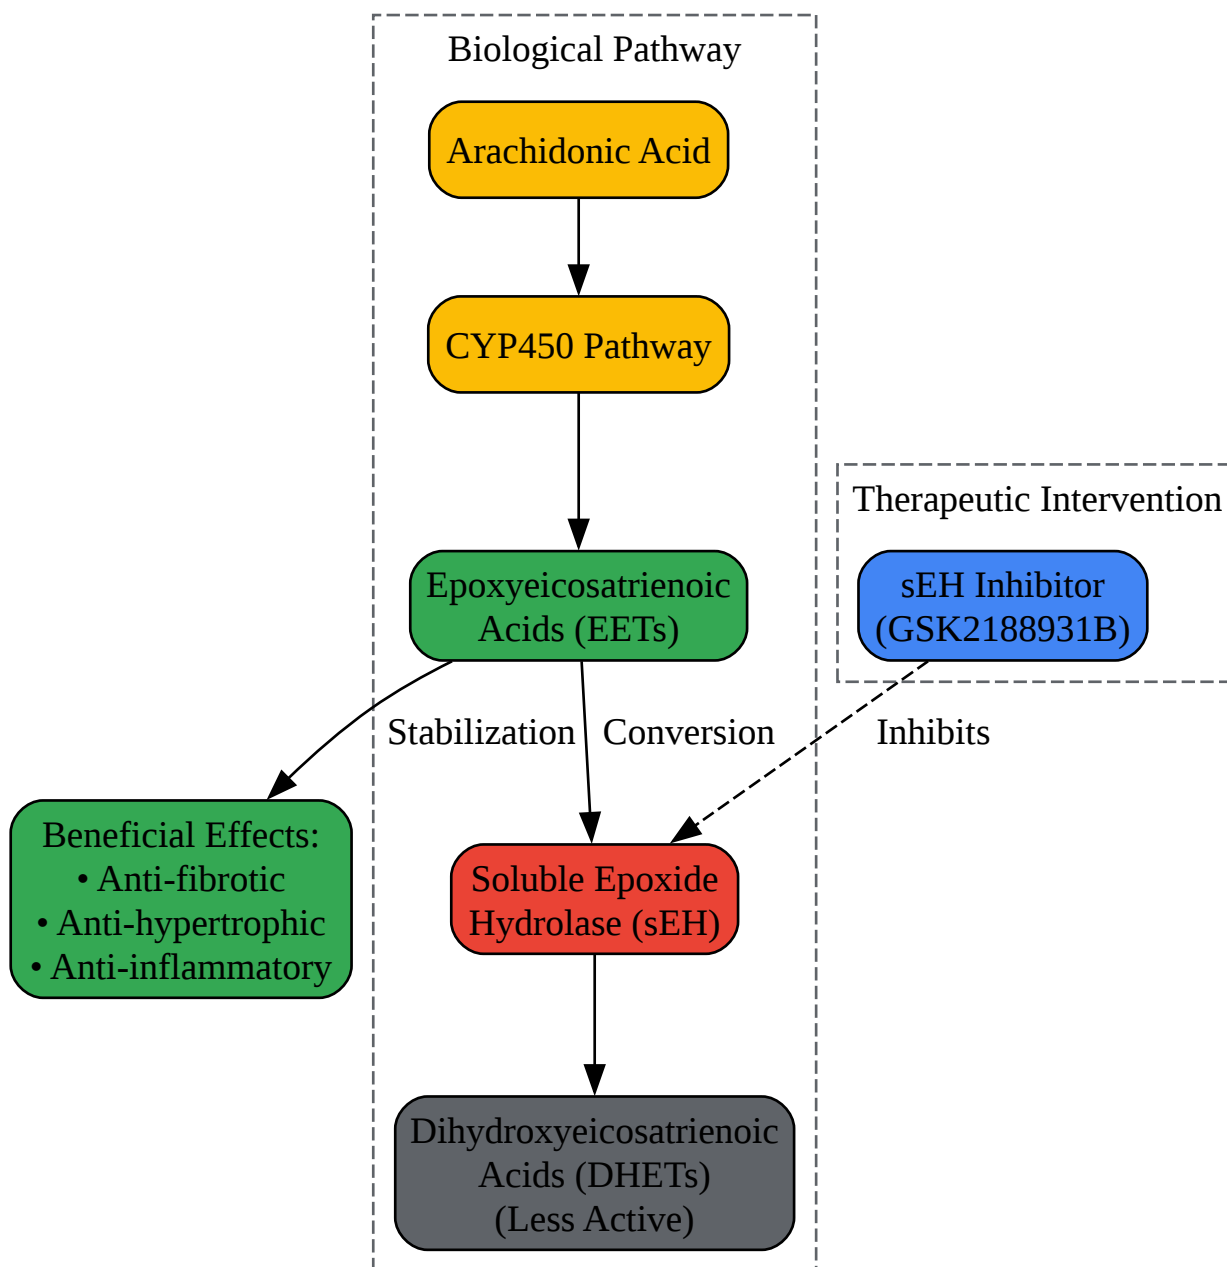 Biological Pathway
Arachidonic Acid
CYP450 Pathway
Therapeutic Intervention
Epoxyeicosatrienoic
Acids (EETs)
sEH Inhibitor
(GSK2188931B)
Stabilization
Conversion
Inhibits
Beneficial Effects:
• Anti-fibrotic
• Anti-hypertrophic
• Anti-inflammatory
Soluble Epoxide
Hydrolase (sEH)
Dihydroxyeicosatrienoic
Acids (DHETs)
(Less Active)